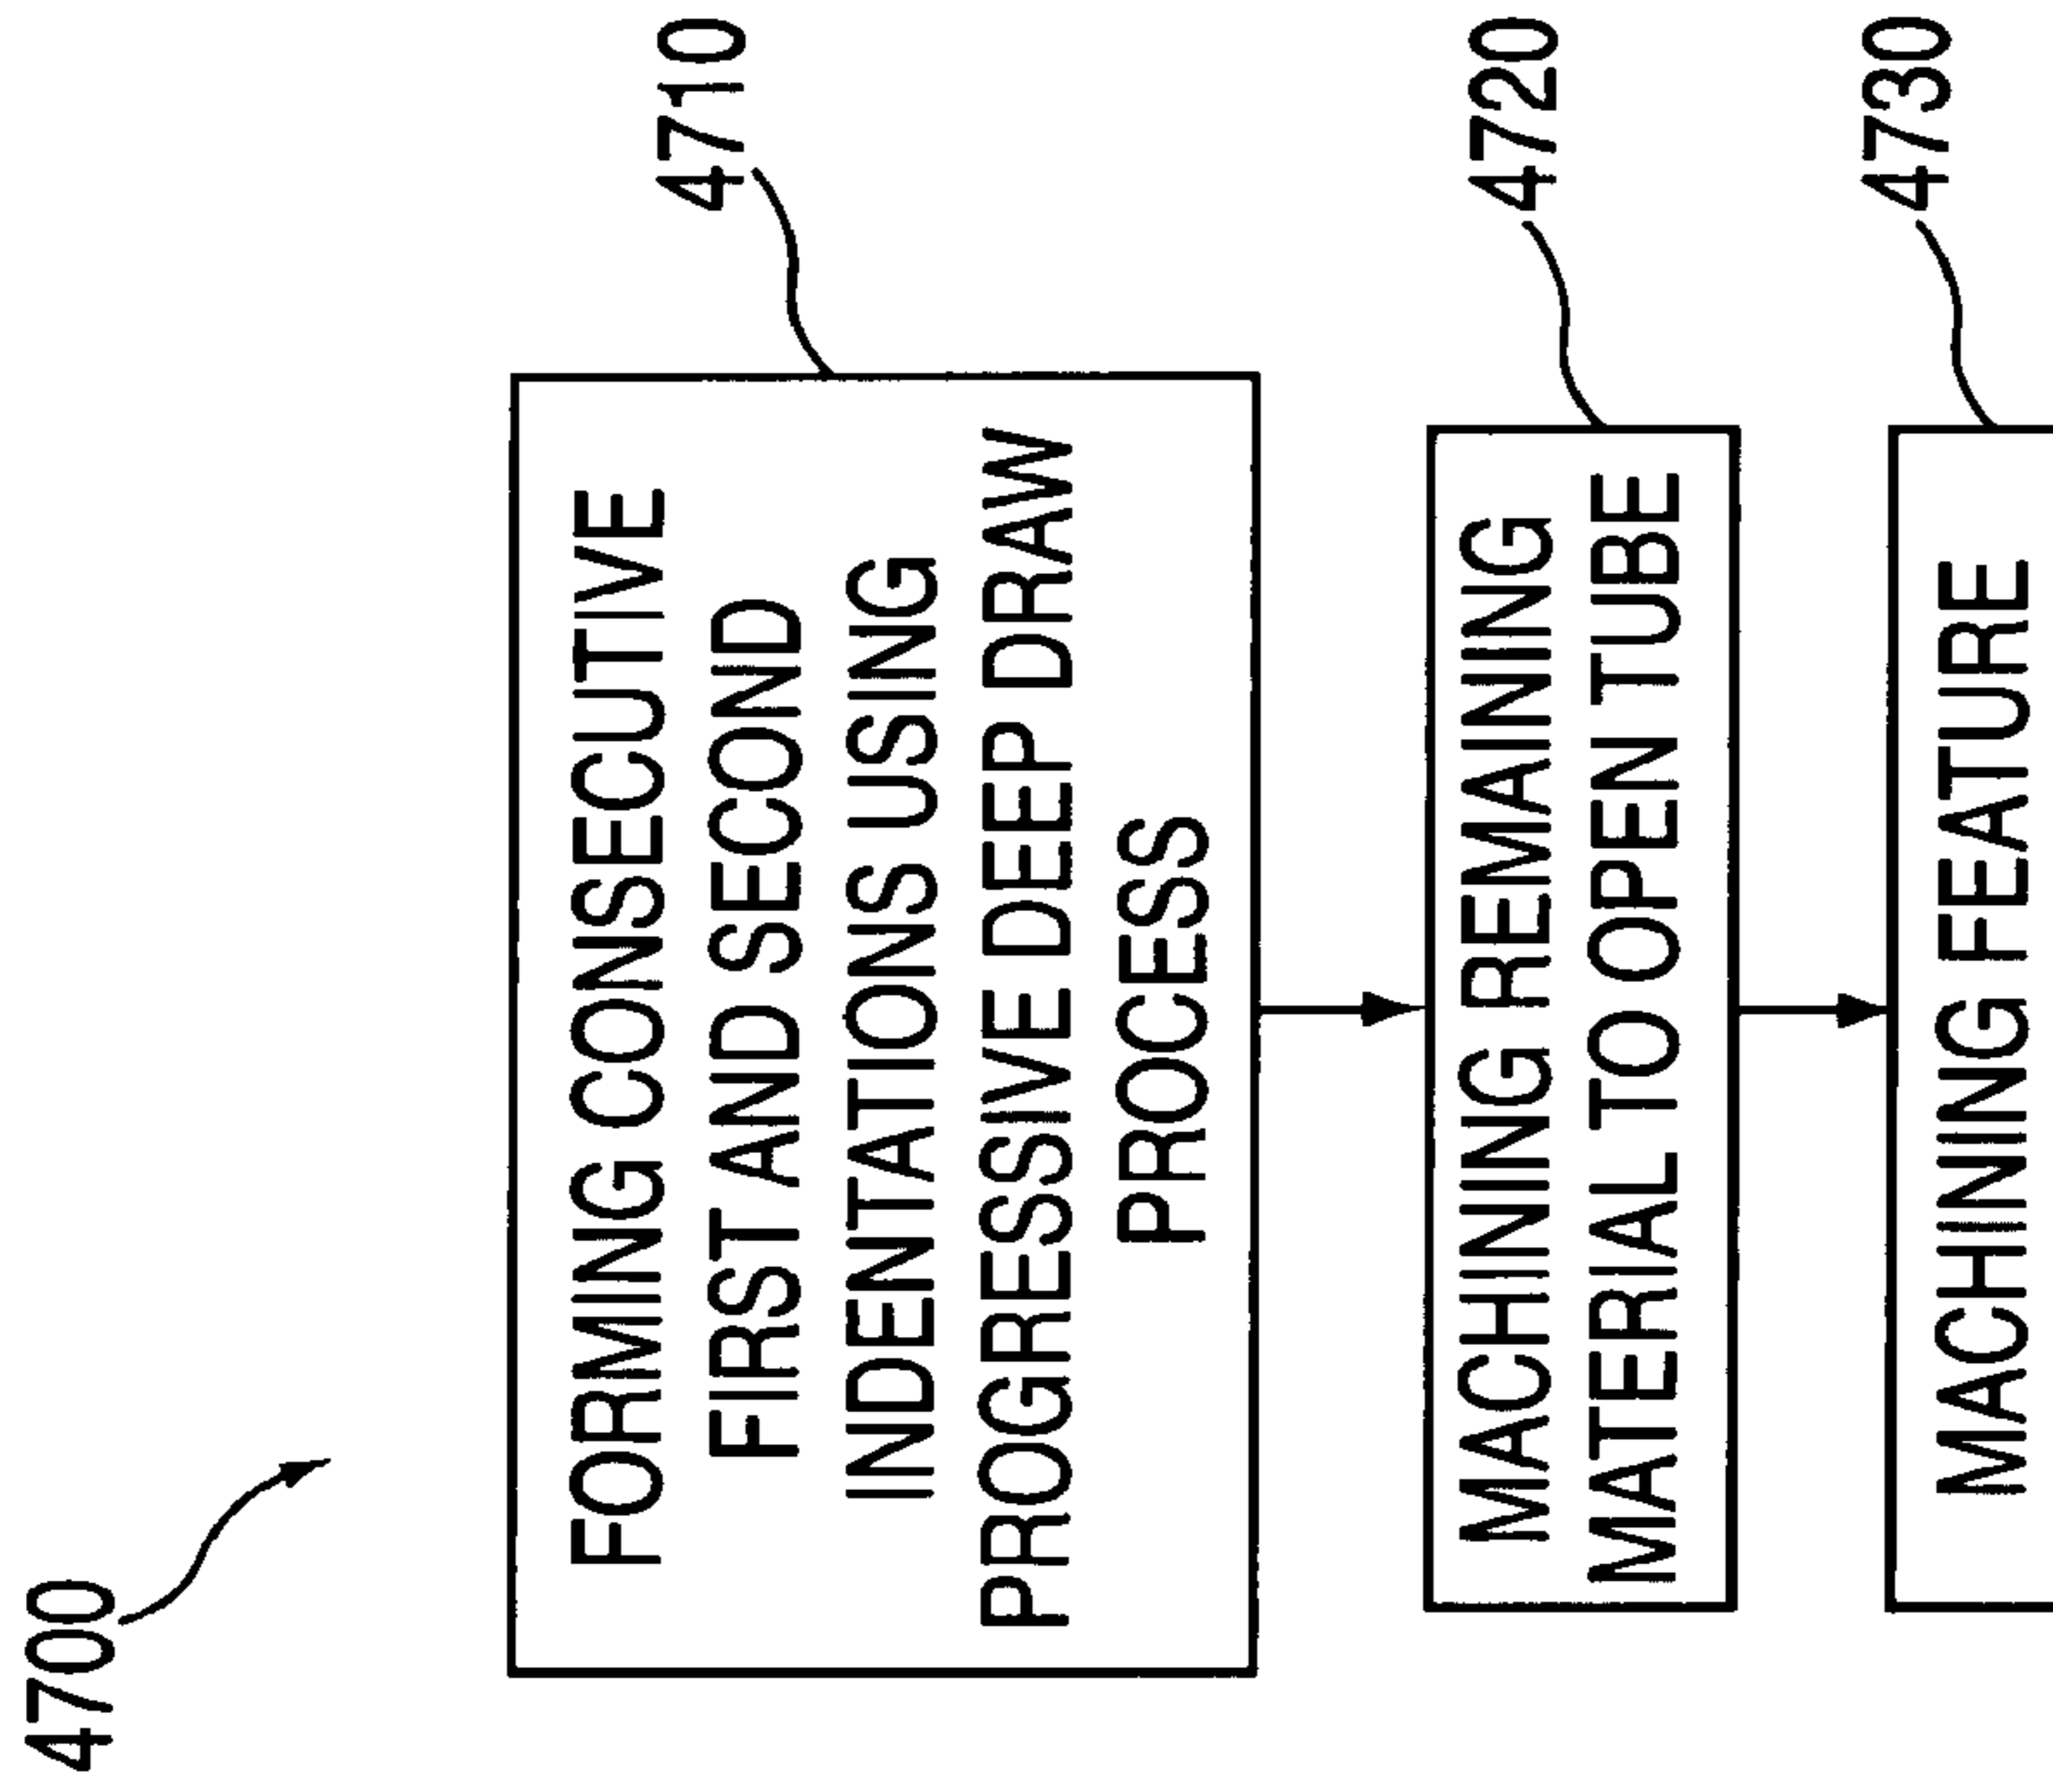 4700
4710
FORMING CONSECUTIVE
FIRST AND SECOND
INDENTATIONS USING
PROGRESSIVE DEEP DRAW
PROCESS
4720
MACHINING REMAINING
MATERIAL TO OPEN TUBE
4730
MACHINING FEATURE